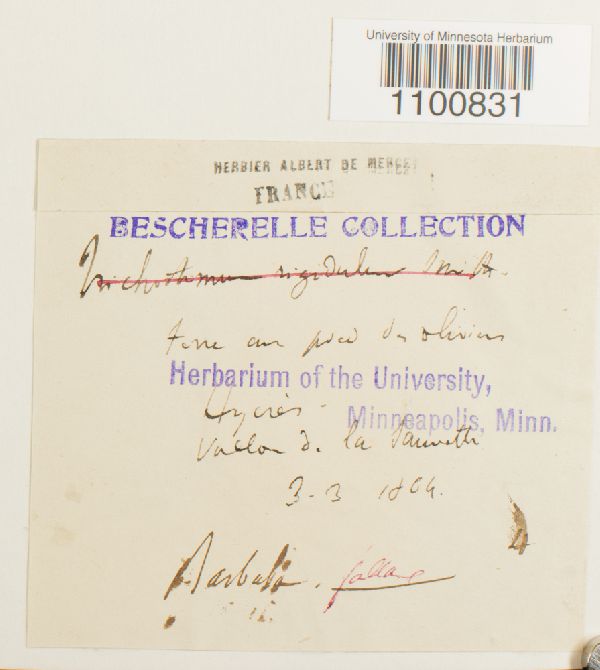 University of Minnesota Herbarium
1100831
HERBIER ALBERT DE MERCEY
FRANCE
BESCHERELLE COLLECTION
Trichostomum rigidulum Mitt.
Terre au pied des oliviers
Herbarium of the University,
Minneapolis, Minn.
Hyères -
Vallon de la
3-3 1864.
4
Barbula. fallax